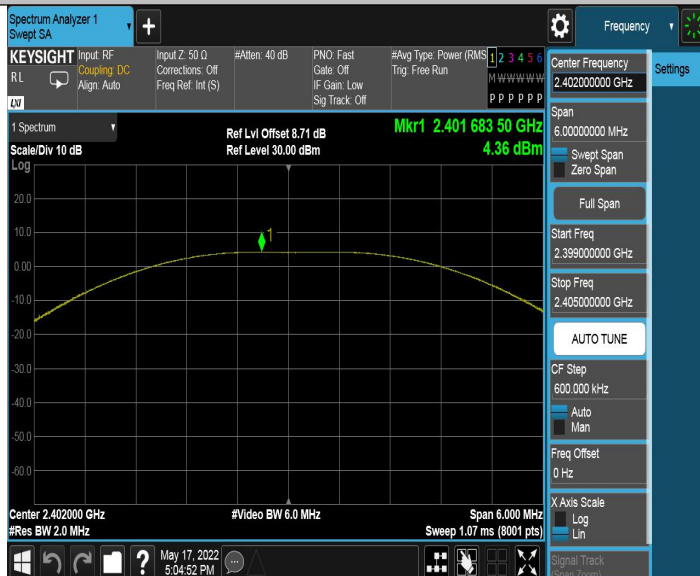 Spectrum Analyzer 1
Swept SA
+
Frequency
KEYSIGHT
RL
LXI
Input: RF
Coupling: DC
Align: Auto
Input Z: 50 Ω
Corrections: Off
Freq Ref: Int (S)
#Atten: 40 dB
PNO: Fast
Gate: Off
IF Gain: Low
Sig Track: Off
#Avg Type: Power (RMS
Trig: Free Run
1 2 3 4 5 6
M W W W W W
P P P P P P
Center Frequency
2.402000000 GHz
Settings
Span
6.00000000 MHz
Swept Span
Zero Span
Full Span
Start Freq
2.399000000 GHz
Stop Freq
2.405000000 GHz
AUTO TUNE
CF Step
600.000 kHz
Auto
Man
Freq Offset
0 Hz
X Axis Scale
Log
Lin
Signal Track
(Span Zoom)
1 Spectrum
Scale/Div 10 dB
Log
Ref Lvl Offset 8.71 dB
Ref Level 30.00 dBm
Mkr1 2.401 683 50 GHz
4.36 dBm
1
20.0
10.0
0.00
-10.0
-20.0
-30.0
-40.0
-50.0
-60.0
Center 2.402000 GHz
#Res BW 2.0 MHz
#Video BW 6.0 MHz
Span 6.000 MHz
Sweep 1.07 ms (8001 pts)
?
May 17, 2022
5:04:52 PM